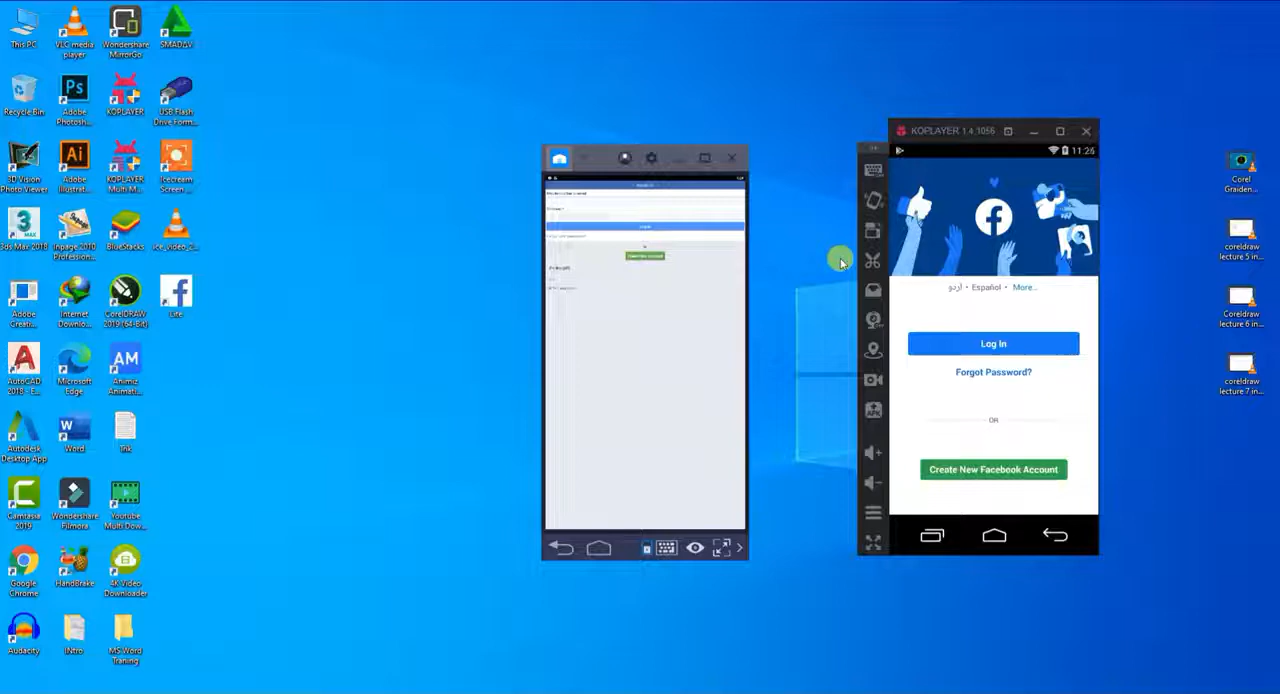 This PC
VLC media player
Wondershare MirrorGo
SMADAV
Recycle Bin
Adobe Photosh...
KOPLAYER
USB Flash Drive Form...
3D Vision Photo Viewer
Adobe Illustrat...
KOPLAYER Multi M...
Icecream Screen ...
3ds Max 2018
Inpage 2010 Profession...
BlueStacks
ice_video_2...
Adobe Creati...
Internet Downlo...
CorelDRAW 2019 (64-Bit)
Lite
AutoCAD 2018 - E...
Microsoft Edge
Animiz Animati...
Autodesk Desktop App
Word
Camtasia 2019
Wondershare Filmora
Youtube Multi Dow...
Google Chrome
HandBrake
4K Video Downloader
Audacity
INtro
MS Word Traning
KOPLAYER 1.4.1056
11:26
اردو • Español • More...
Log In
Forgot Password?
OR
Create New Facebook Account
Corel Graiden...
coreldraw lecture 5 in...
Coreldraw lecture 6 in...
coreldraw lecture 7 in...